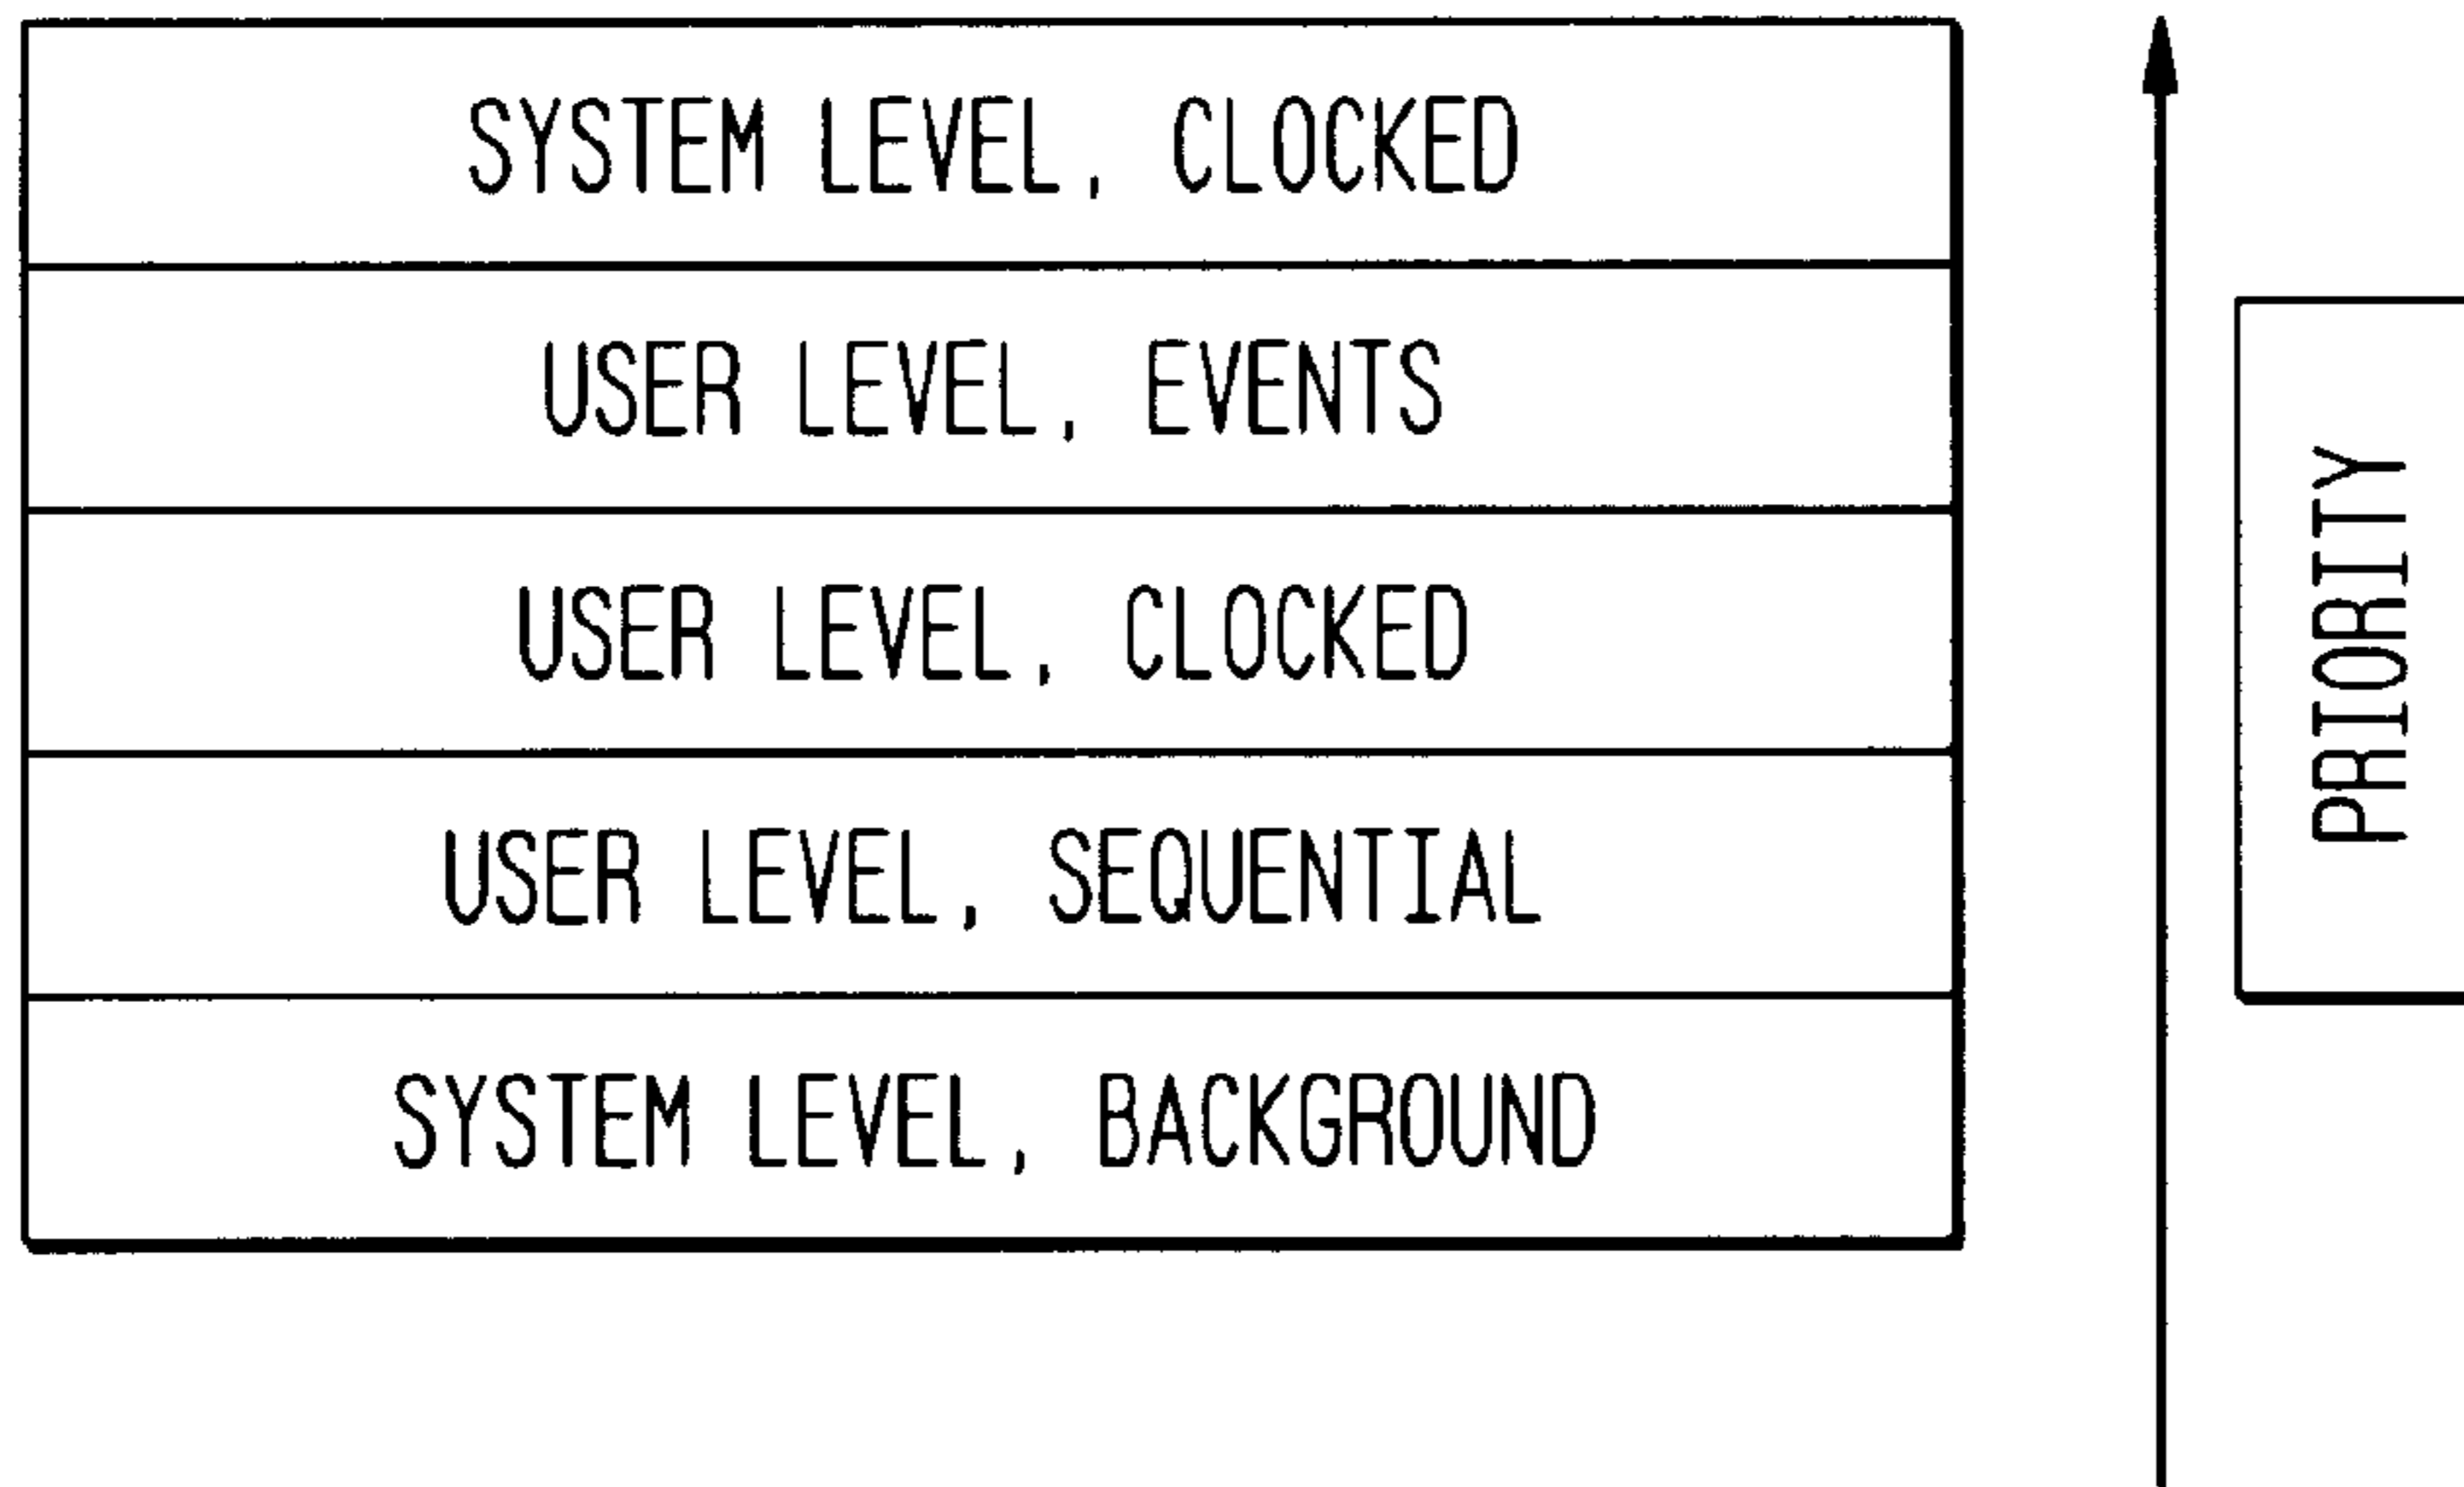 SYSTEM LEVEL, CLOCKED
USER LEVEL, EVENTS
USER LEVEL, CLOCKED
USER LEVEL, SEQUENTIAL
SYSTEM LEVEL, BACKGROUND
PRIORITY